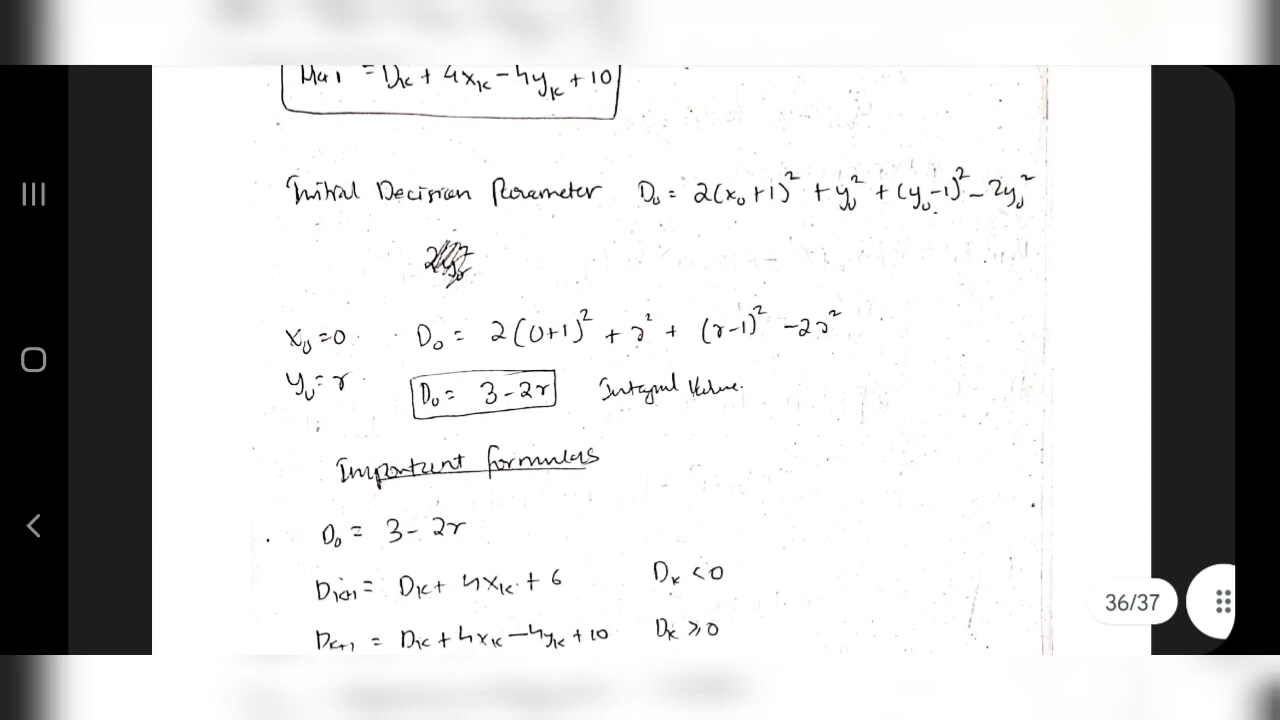 = Dk + 4xk - 4yk + 10
Initial Decision Parameter D₀ = 2(x₀+1)² + y₀² + (y₀-1)² - 2y₀²
x₀=0 D₀ = 2(0+1)² + r² + (r-1)² - 2r²
y₀=r D₀ = 3-2r Integral Value.
Important formulas
D₀ = 3-2r
Dk+1 = Dk + 4xk + 6 Dk < 0
Dk+1 = Dk + 4xk - 4yk + 10 Dk ≥ 0
36/37